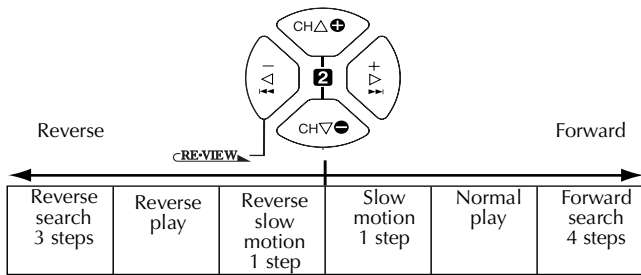 CH△+
−
◁
+
▷
2
CH▽−
Reverse
Forward
RE•VIEW
Reverse search 3 steps
Reverse play
Reverse slow motion 1 step
Slow motion 1 step
Normal play
Forward search 4 steps